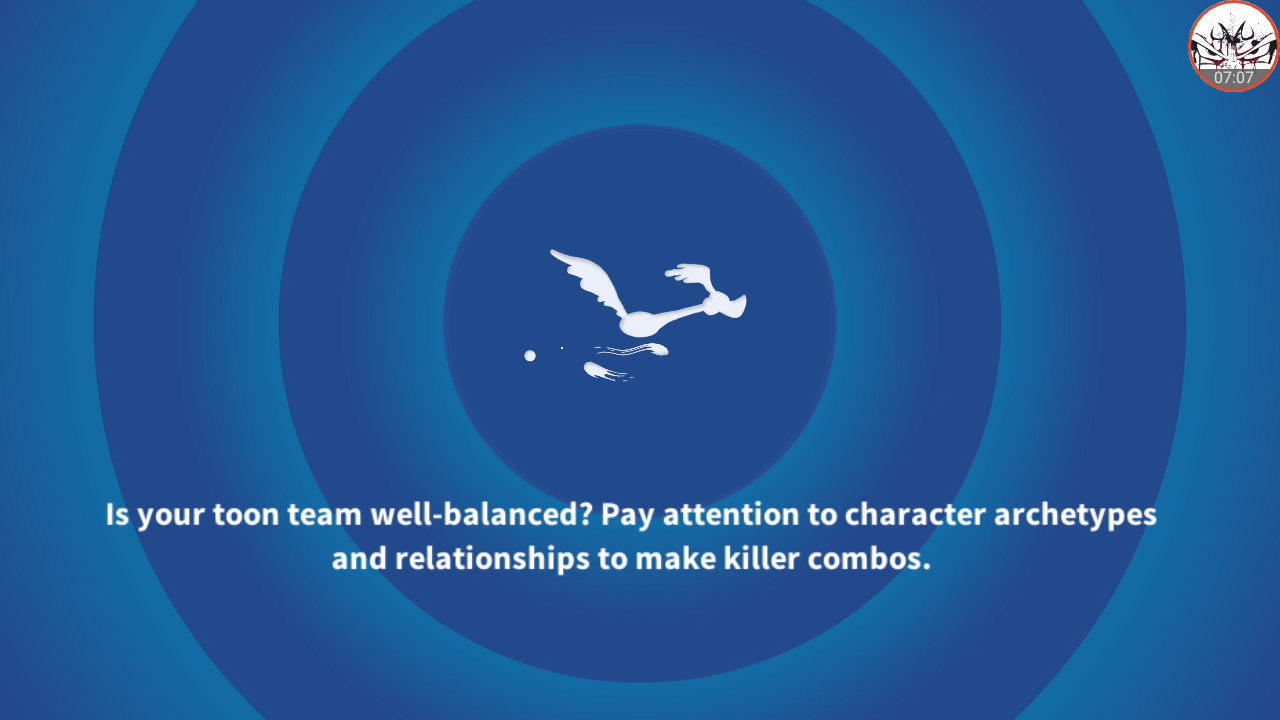 07:07
Is your toon team well-balanced? Pay attention to character archetypes
and relationships to make killer combos.